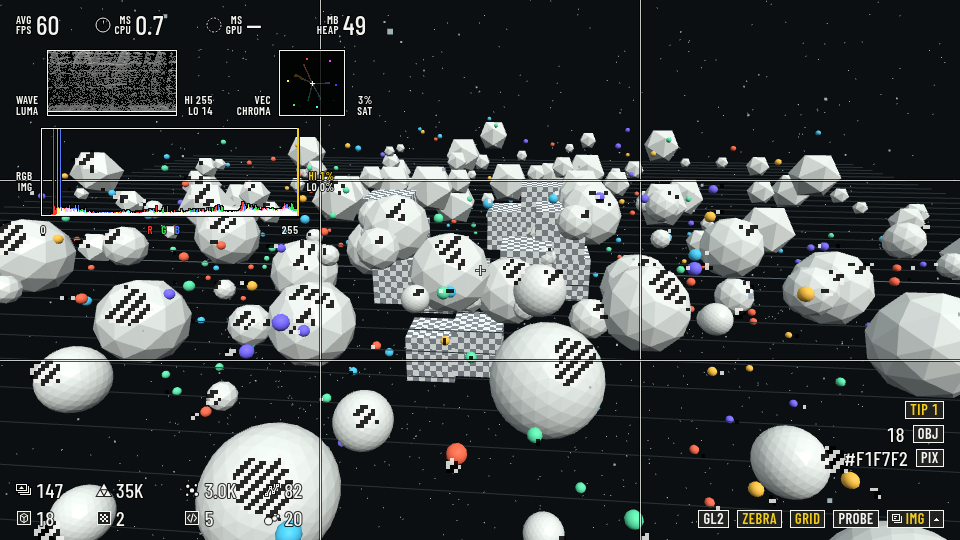 AVG FPS 60 MS CPU 0.7 MS GPU — MB HEAP 49
WAVE LUMA HI 255 LO 14 VEC CHROMA 3% SAT
RGB IMG HI 1% LO 0%
0 R G B 255
TIP 1
18 OBJ
#F1F7F2 PIX
147 35K 3.0K 82
18 2 5 20
GL2 ZEBRA GRID PROBE IMG